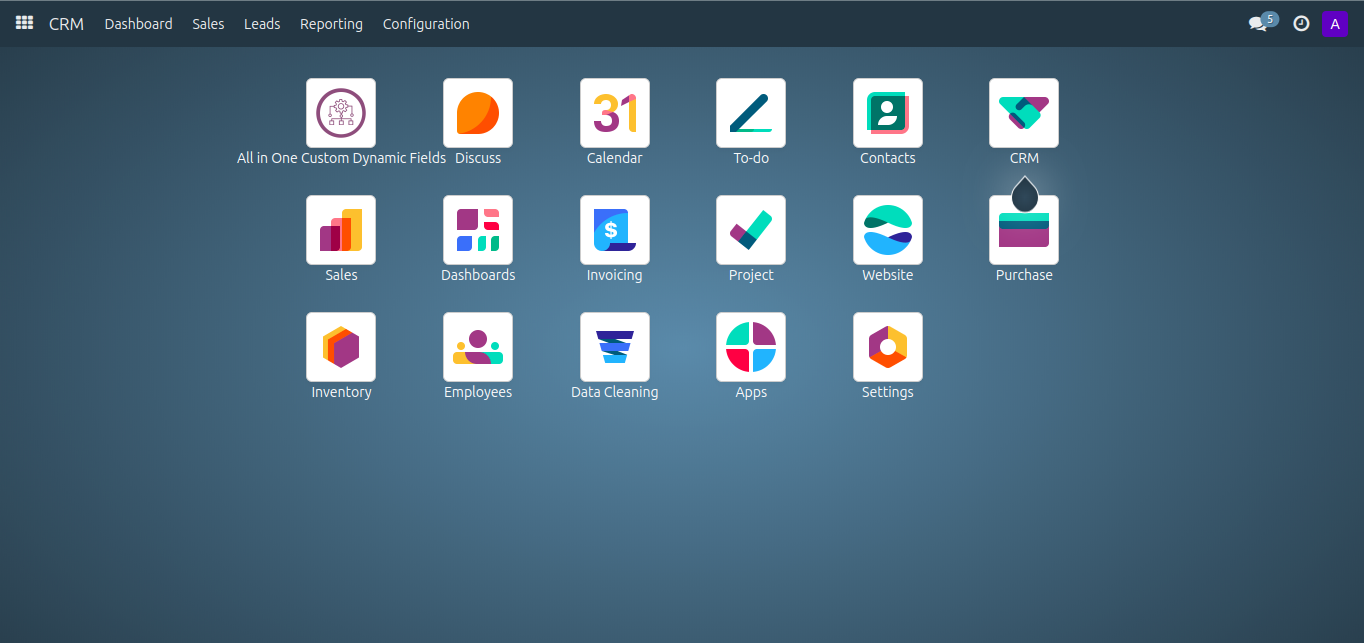 CRM Dashboard Sales Leads Reporting Configuration 5 A
31
All in One Custom Dynamic Fields Discuss Calendar To-do Contacts CRM
$
Sales Dashboards Invoicing Project Website Purchase
Inventory Employees Data Cleaning Apps Settings